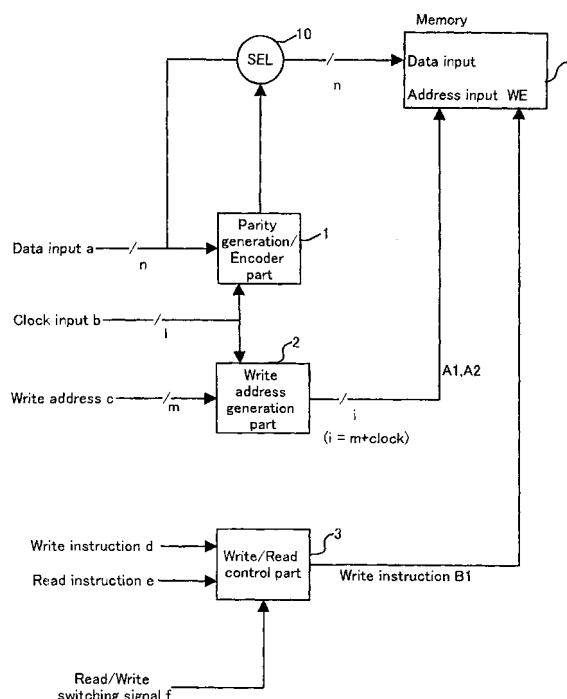 Memory
10
SEL
n
Data input
Address input WE
Parity
generation/
Encoder
part
1
Data input a
n
Clock input b
i
2
Write
address
generation
part
Write address c
m
i
A1,A2
(i = m+clock)
3
Write instruction d
Read instruction e
Write/Read
control part
Write instruction B1
Read/Write
switching signal f